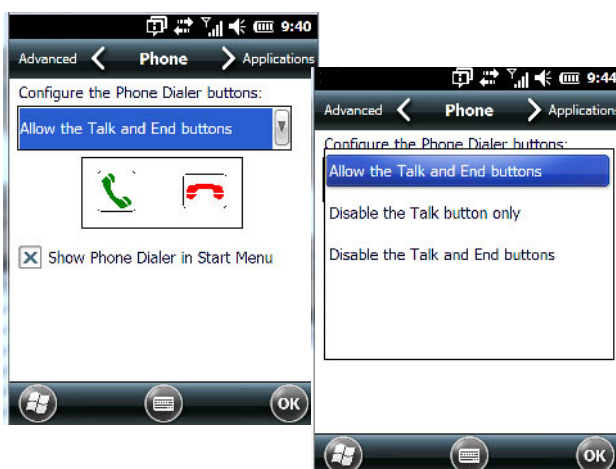 9:40
Advanced Phone Applications
Configure the Phone Dialer buttons:
Allow the Talk and End buttons
Show Phone Dialer in Start Menu
OK
9:44
Advanced Phone Applications
Configure the Phone Dialer buttons:
Allow the Talk and End buttons
Disable the Talk button only
Disable the Talk and End buttons
OK